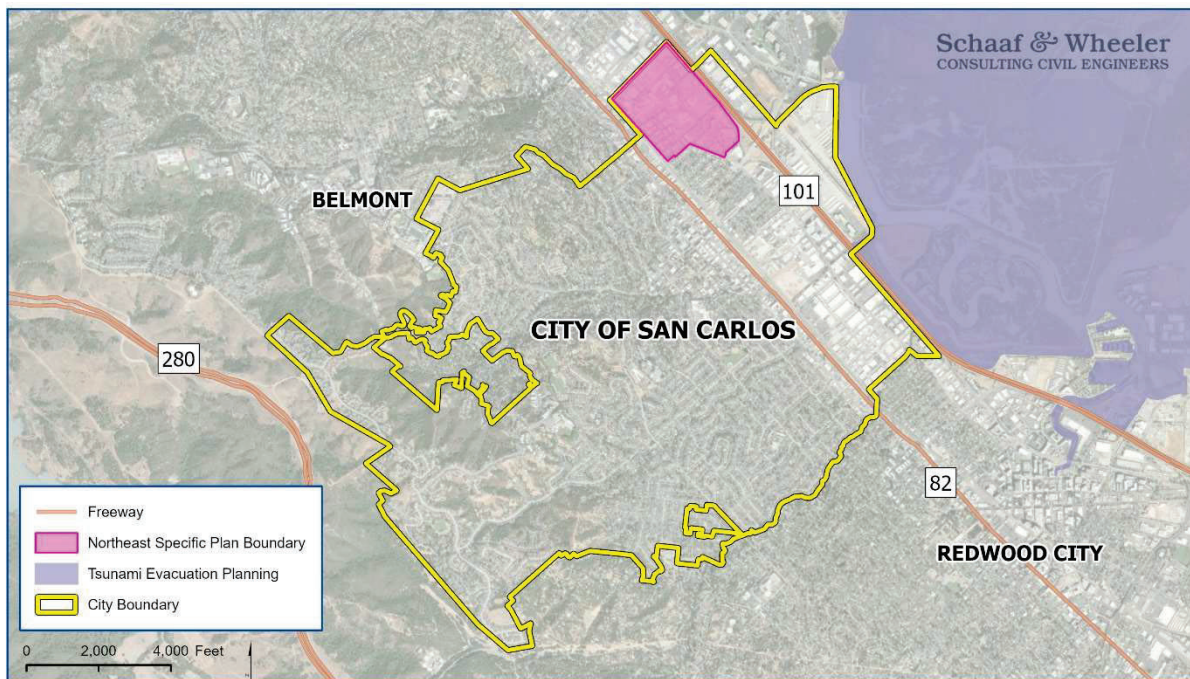 Schaaf & Wheeler
CONSULTING CIVIL ENGINEERS
101
BELMONT
CITY OF SAN CARLOS
280
82
REDWOOD CITY
Freeway
Northeast Specific Plan Boundary
Tsunami Evacuation Planning
City Boundary
0 2,000 4,000 Feet